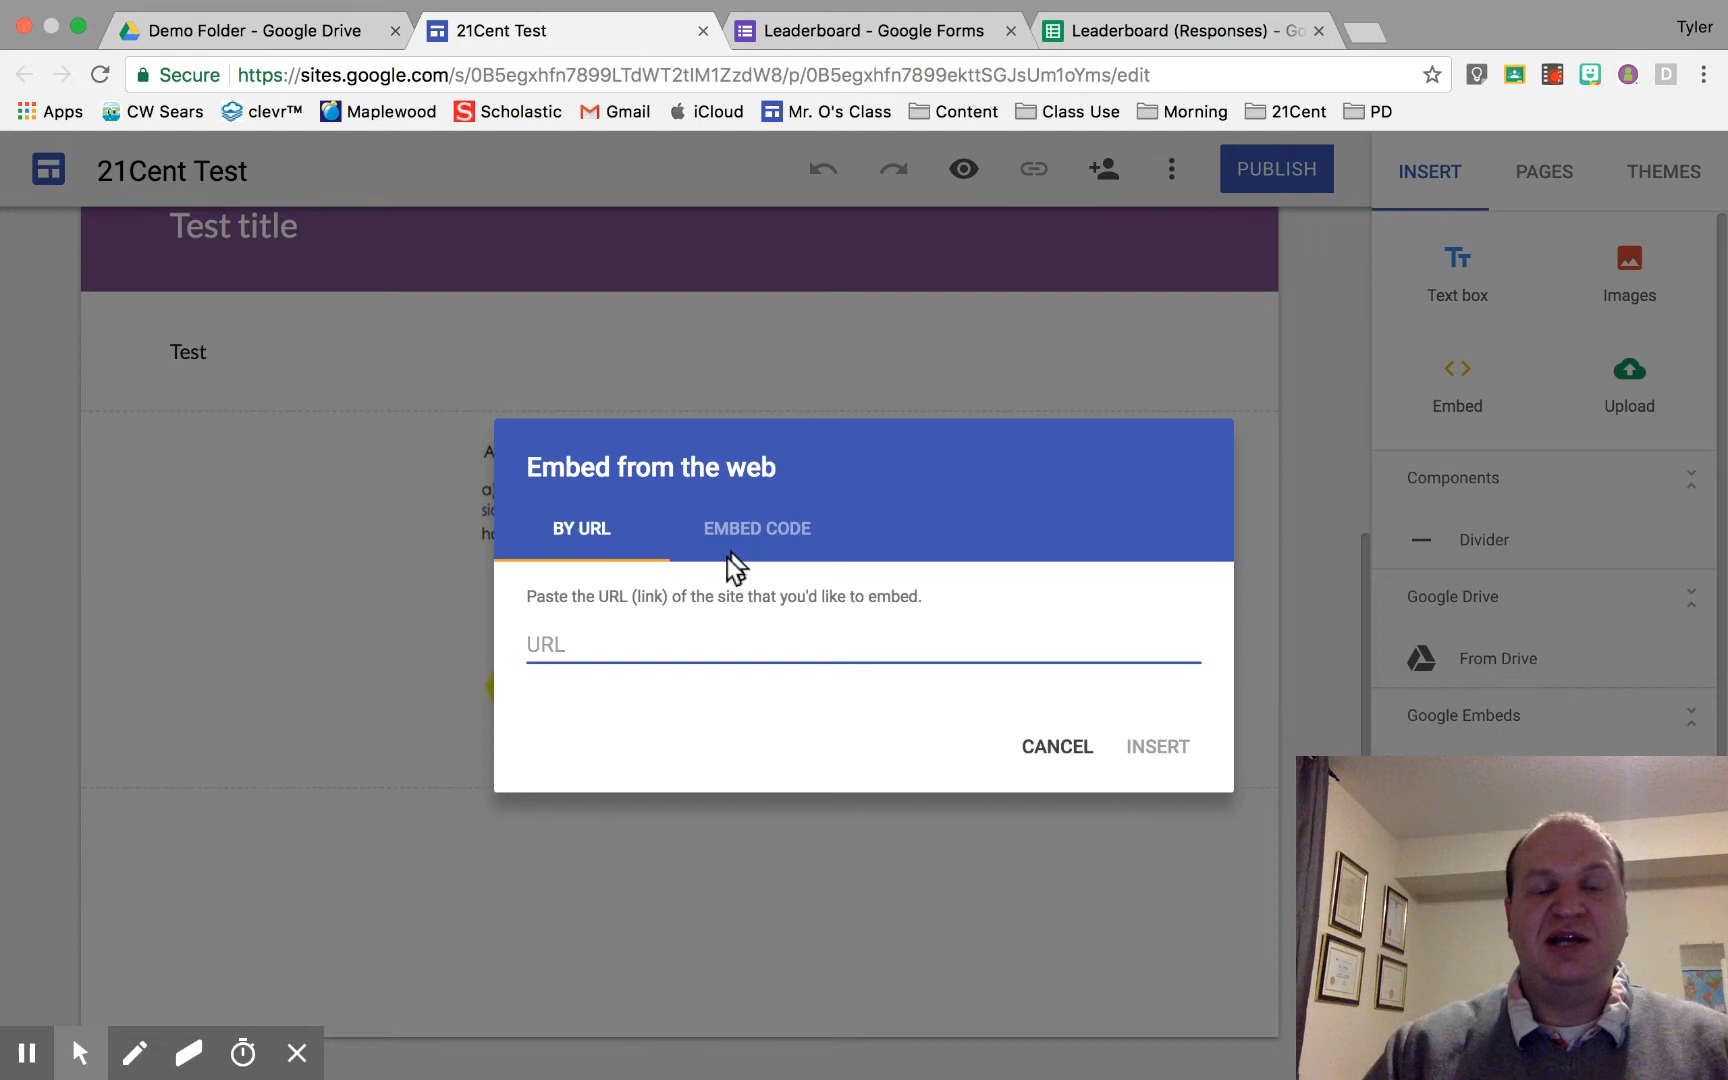 Demo Folder - Google Drive
21Cent Test
Leaderboard - Google Forms
Leaderboard (Responses) - Go
Tyler
Secure
https://sites.google.com/s/0B5egxhfn7899LTdWT2tIM1ZzdW8/p/0B5egxhfn7899ekttSGJsUm1oYms/edit
Apps CW Sears clevr™ Maplewood Scholastic Gmail iCloud Mr. O's Class Content Class Use Morning 21Cent PD
21Cent Test
PUBLISH
INSERT PAGES THEMES
Test title
Test
Text box Images
Embed Upload
Components
Divider
Google Drive
From Drive
Google Embeds
Embed from the web
BY URL EMBED CODE
Paste the URL (link) of the site that you'd like to embed.
URL
CANCEL INSERT